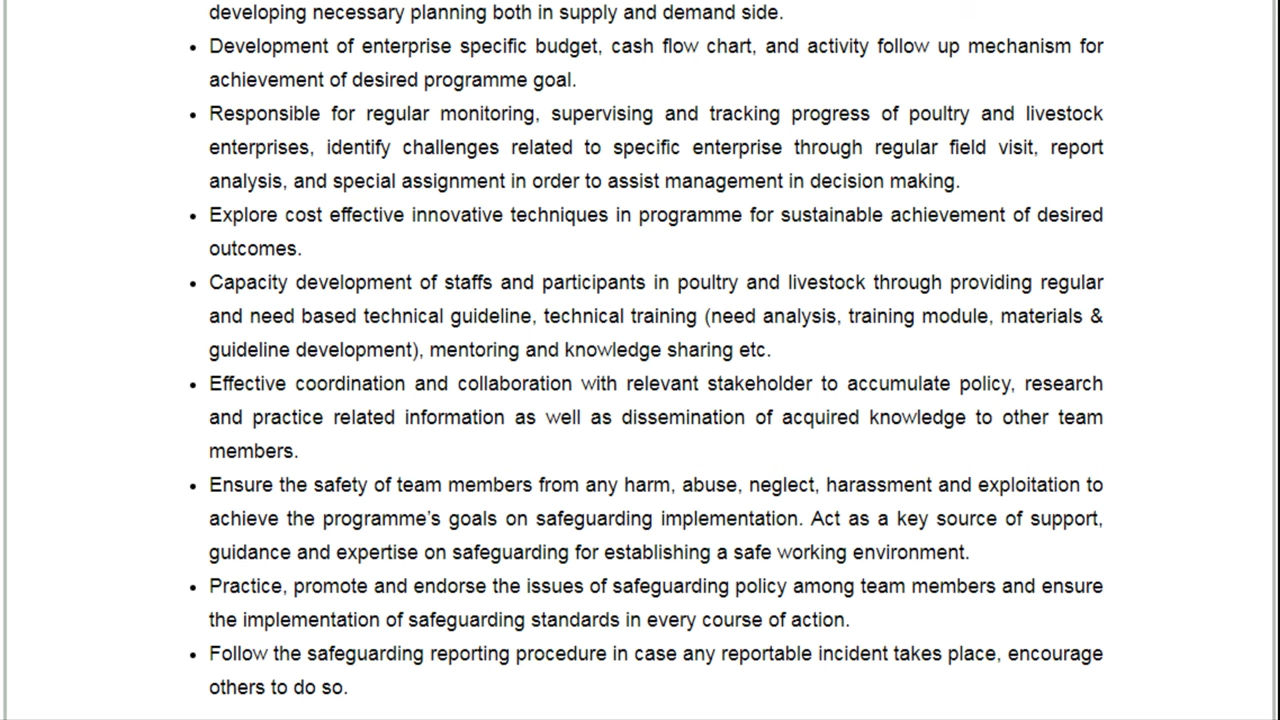 developing necessary planning both in supply and demand side.
• Development of enterprise specific budget, cash flow chart, and activity follow up mechanism for
achievement of desired programme goal.
• Responsible for regular monitoring, supervising and tracking progress of poultry and livestock
enterprises, identify challenges related to specific enterprise through regular field visit, report
analysis, and special assignment in order to assist management in decision making.
• Explore cost effective innovative techniques in programme for sustainable achievement of desired
outcomes.
• Capacity development of staffs and participants in poultry and livestock through providing regular
and need based technical guideline, technical training (need analysis, training module, materials &
guideline development), mentoring and knowledge sharing etc.
• Effective coordination and collaboration with relevant stakeholder to accumulate policy, research
and practice related information as well as dissemination of acquired knowledge to other team
members.
• Ensure the safety of team members from any harm, abuse, neglect, harassment and exploitation to
achieve the programme’s goals on safeguarding implementation. Act as a key source of support,
guidance and expertise on safeguarding for establishing a safe working environment.
• Practice, promote and endorse the issues of safeguarding policy among team members and ensure
the implementation of safeguarding standards in every course of action.
• Follow the safeguarding reporting procedure in case any reportable incident takes place, encourage
others to do so.